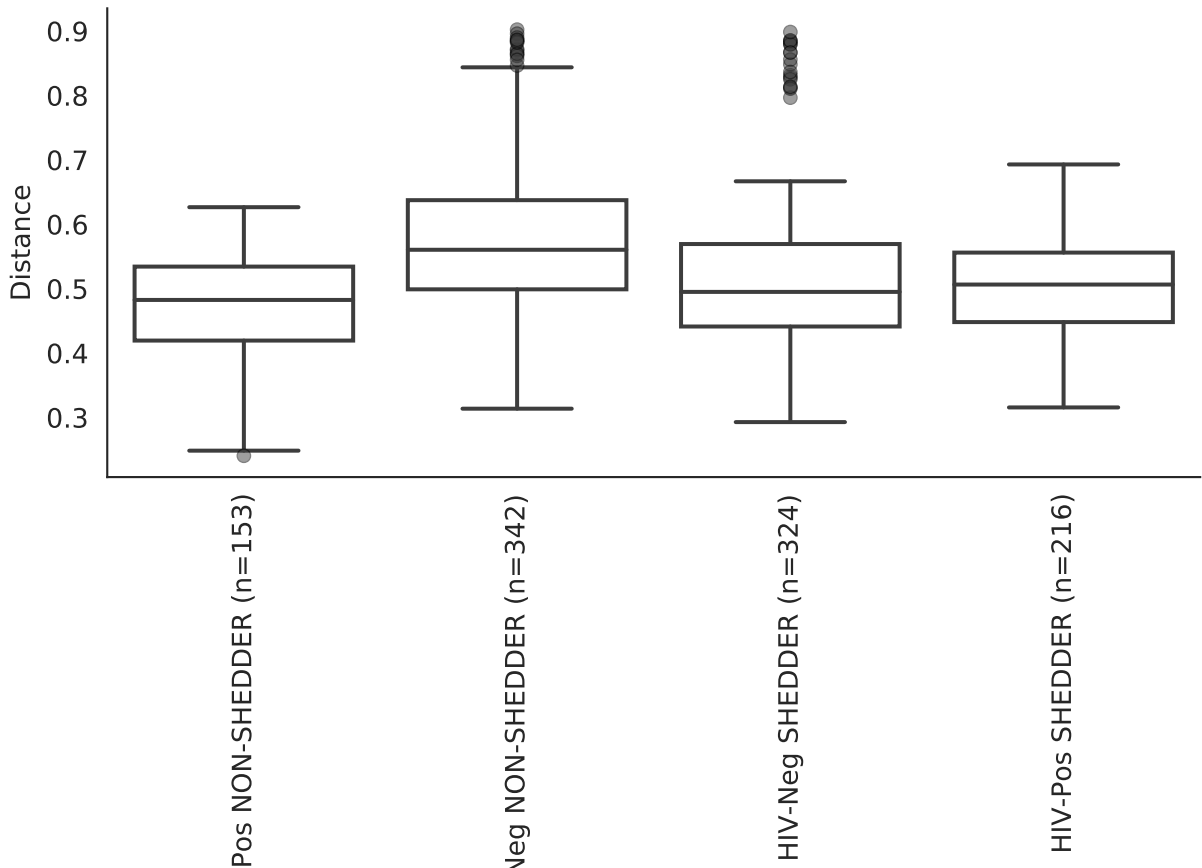 0.9
0.8
0.7
0.6
0.5
0.4
0.3
Distance
Pos NON-SHEDDER (n=153)
Neg NON-SHEDDER (n=342)
HIV-Neg SHEDDER (n=324)
HIV-Pos SHEDDER (n=216)